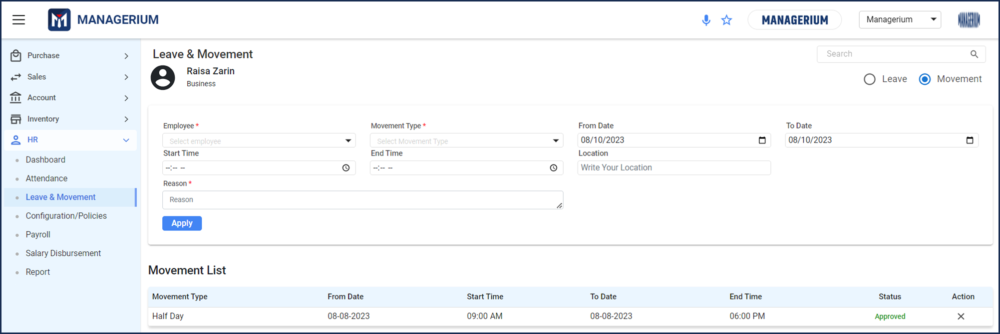 MANAGERIUM
MANAGERIUM
Managerium
MANAGERIUM
Purchase
Sales
Account
Inventory
HR
Dashboard
Attendance
Leave & Movement
Configuration/Policies
Payroll
Salary Disbursement
Report
Leave & Movement
Search
Raisa Zarin
Business
Leave Movement
Employee * Movement Type * From Date To Date
Select employee Select Movement Type 08/10/2023 08/10/2023
Start Time End Time Location
--:-- -- --:-- -- Write Your Location
Reason *
Reason
Apply
Movement List
Movement Type From Date Start Time To Date End Time Status Action
Half Day 08-08-2023 09:00 AM 08-08-2023 06:00 PM Approved